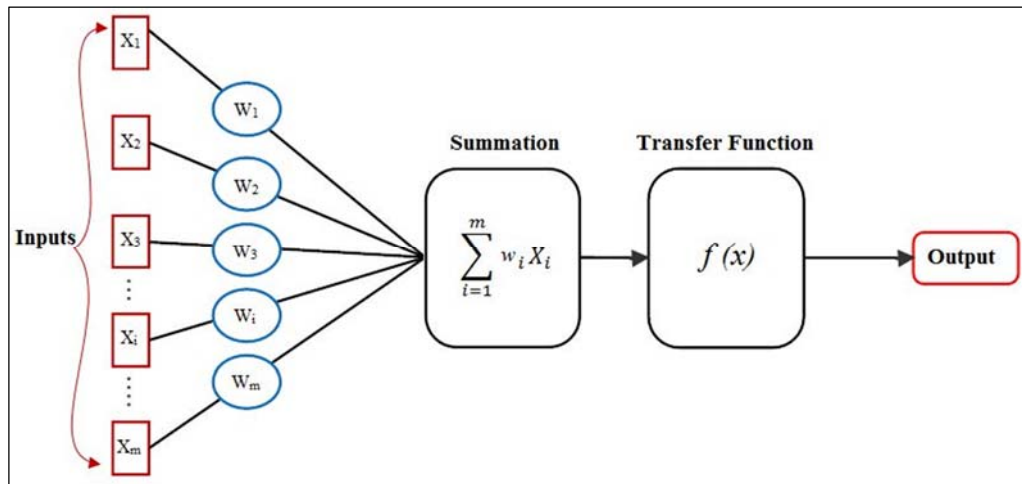 X₁
W₁
X₂
W₂
Summation
Transfer Function
Inputs
X₃
W₃
m
∑ wᵢ Xᵢ
i=1
f (x)
Output
Xᵢ
Wᵢ
Wₘ
Xₘ